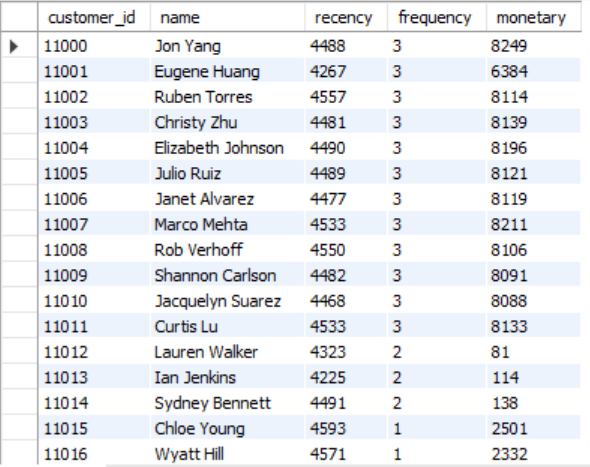 customer_id name recency frequency monetary
11000 Jon Yang 4488 3 8249
11001 Eugene Huang 4267 3 6384
11002 Ruben Torres 4557 3 8114
11003 Christy Zhu 4481 3 8139
11004 Elizabeth Johnson 4490 3 8196
11005 Julio Ruiz 4489 3 8121
11006 Janet Alvarez 4477 3 8119
11007 Marco Mehta 4533 3 8211
11008 Rob Verhoff 4550 3 8106
11009 Shannon Carlson 4482 3 8091
11010 Jacquelyn Suarez 4468 3 8088
11011 Curtis Lu 4533 3 8133
11012 Lauren Walker 4323 2 81
11013 Ian Jenkins 4225 2 114
11014 Sydney Bennett 4491 2 138
11015 Chloe Young 4593 1 2501
11016 Wyatt Hill 4571 1 2332